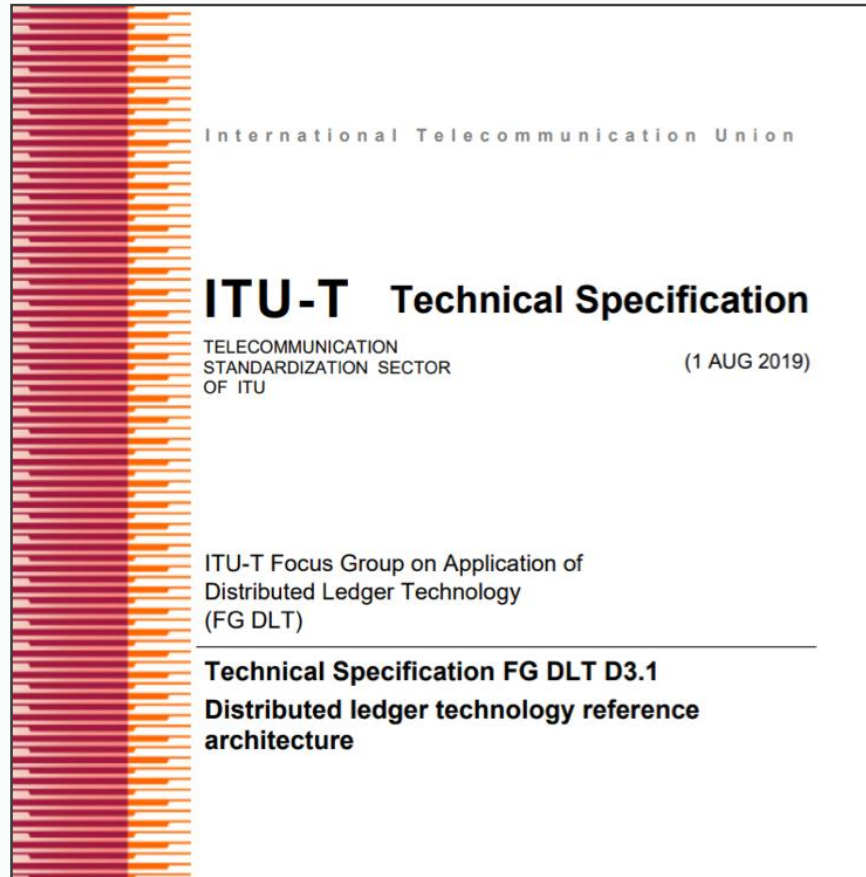 International Telecommunication Union
ITU-T Technical Specification
TELECOMMUNICATION
STANDARDIZATION SECTOR
OF ITU
(1 AUG 2019)
ITU-T Focus Group on Application of
Distributed Ledger Technology
(FG DLT)
Technical Specification FG DLT D3.1
Distributed ledger technology reference
architecture